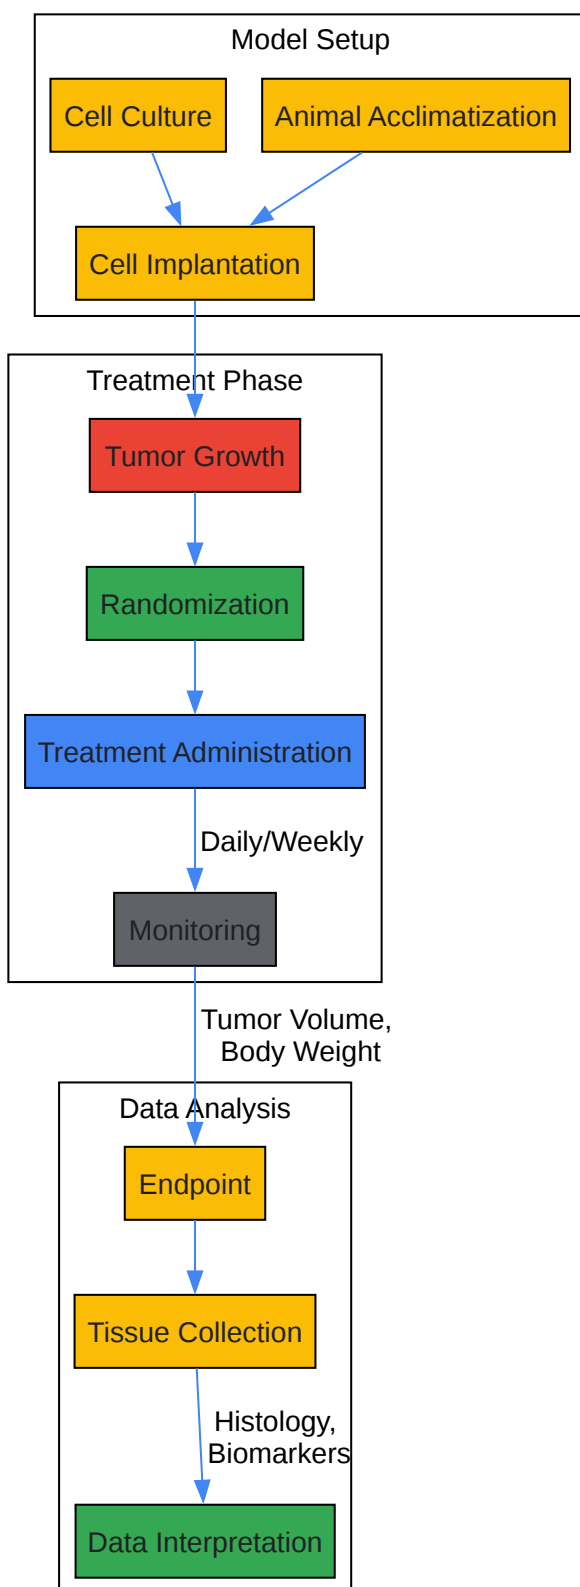 Model Setup
Cell Culture
Animal Acclimatization
Cell Implantation
Treatment Phase
Tumor Growth
Randomization
Treatment Administration
Daily/Weekly
Monitoring
Tumor Volume,
Body Weight
Data Analysis
Endpoint
Tissue Collection
Histology,
Biomarkers
Data Interpretation